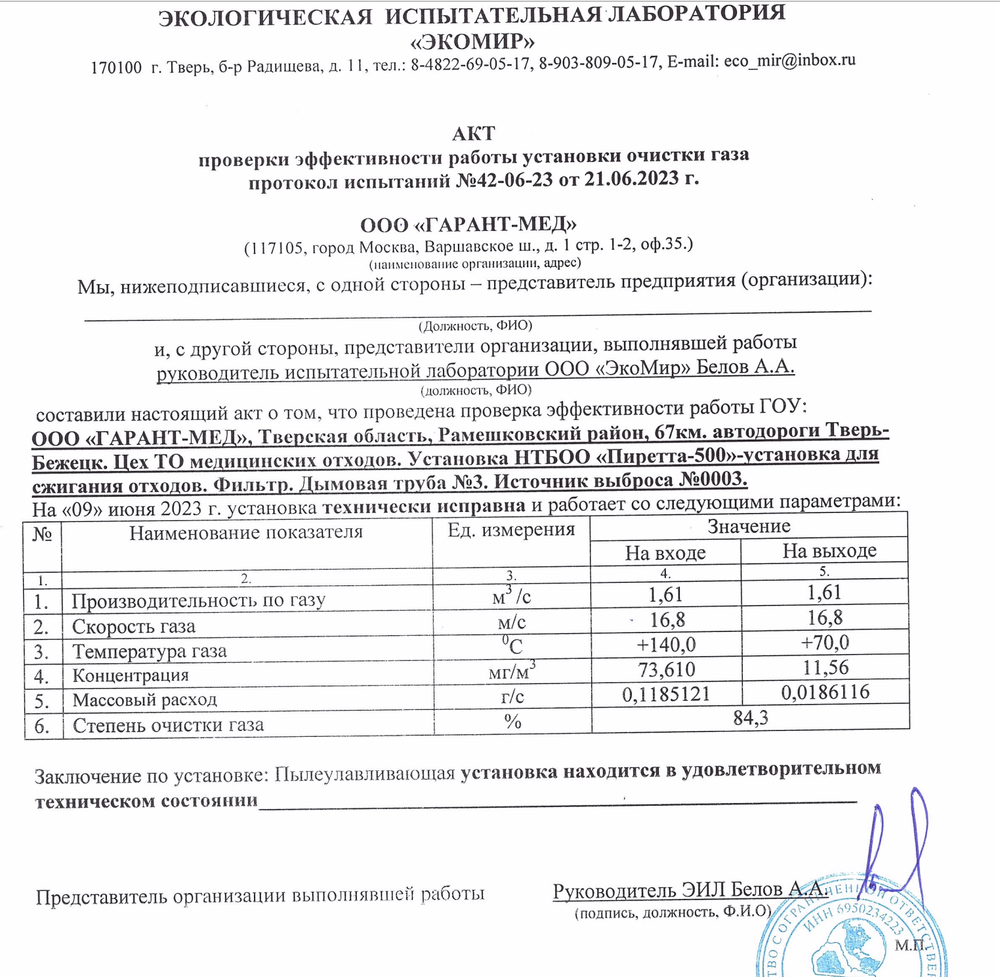 ЭКОЛОГИЧЕСКАЯ ИСПЫТАТЕЛЬНАЯ ЛАБОРАТОРИЯ
«ЭКОМИР»
170100 г. Тверь, б-р Радищева, д. 11, тел.: 8-4822-69-05-17, 8-903-809-05-17, E-mail: eco_mir@inbox.ru
АКТ
проверки эффективности работы установки очистки газа
протокол испытаний №42-06-23 от 21.06.2023 г.
ООО «ГАРАНТ-МЕД»
(117105, город Москва, Варшавское ш., д. 1 стр. 1-2, оф.35.)
(наименование организации, адрес)
Мы, нижеподписавшиеся, с одной стороны – представитель предприятия (организации):
(Должность, ФИО)
и, с другой стороны, представители организации, выполнявшей работы
руководитель испытательной лаборатории ООО «ЭкоМир» Белов А.А.
(должность, ФИО)
составили настоящий акт о том, что проведена проверка эффективности работы ГОУ:
ООО «ГАРАНТ-МЕД», Тверская область, Рамешковский район, 67км. автодороги Тверь-
Бежецк. Цех ТО медицинских отходов. Установка НТБОО «Пиретта-500»-установка для
сжигания отходов. Фильтр. Дымовая труба №3. Источник выброса №0003.
На «09» июня 2023 г. установка технически исправна и работает со следующими параметрами:
№ Наименование показателя Ед. измерения Значение
На входе На выходе
1. 2. 3. 4. 5.
1. Производительность по газу м³/с 1,61 1,61
2. Скорость газа м/с 16,8 16,8
3. Температура газа ⁰С +140,0 +70,0
4. Концентрация мг/м³ 73,610 11,56
5. Массовый расход г/с 0,1185121 0,0186116
6. Степень очистки газа % 84,3
Заключение по установке: Пылеулавливающая установка находится в удовлетворительном
техническом состоянии
Представитель организации выполнявшей работы Руководитель ЭИЛ Белов А.А.
(подпись, должность, Ф.И.О)
М.П.
ИНН 6950234223